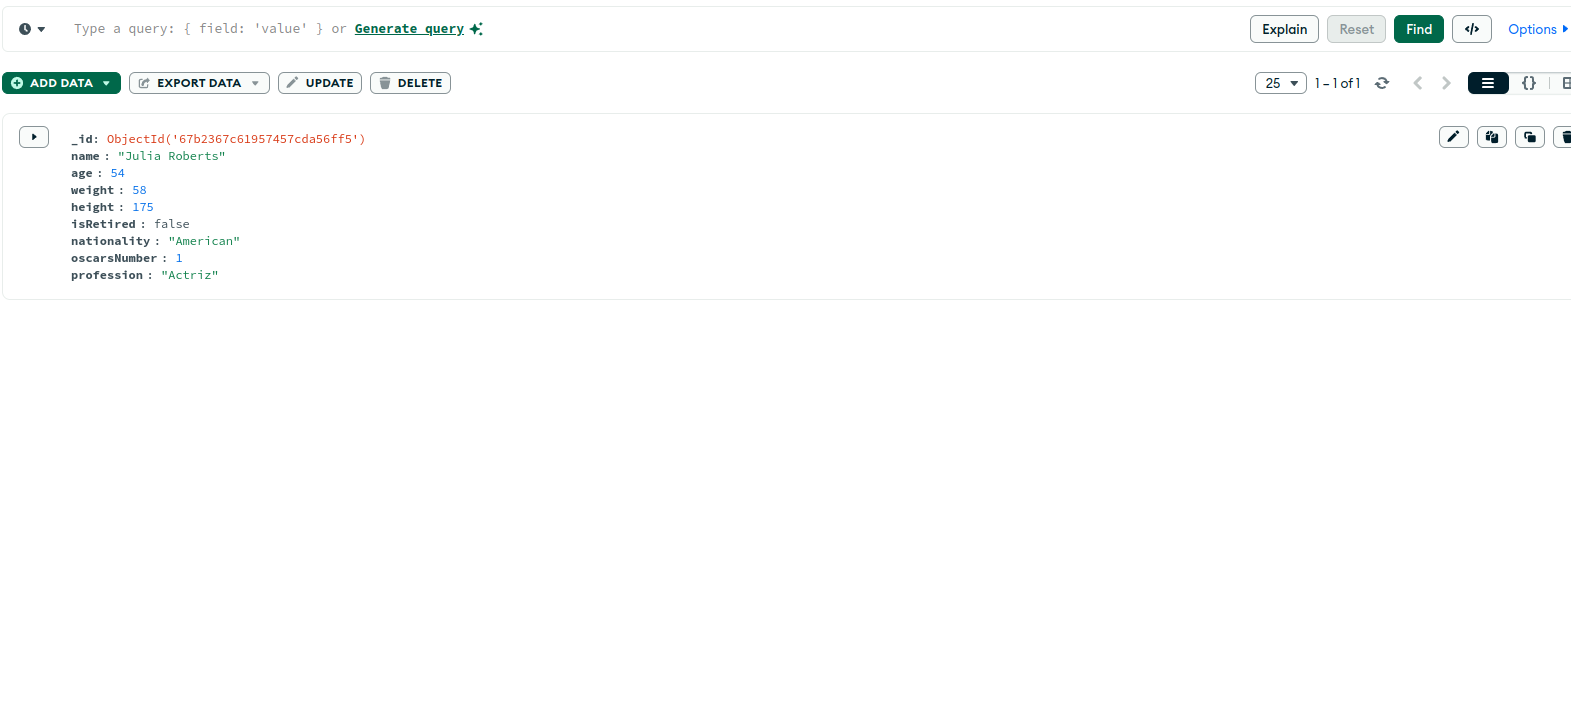 Type a query: { field: 'value' } or Generate query
Explain Reset Find </> Options
ADD DATA EXPORT DATA UPDATE DELETE 25 1 – 1 of 1 {}
_id: ObjectId('67b2367c61957457cda56ff5')
name : "Julia Roberts"
age : 54
weight : 58
height : 175
isRetired : false
nationality : "American"
oscarsNumber : 1
profession : "Actriz"